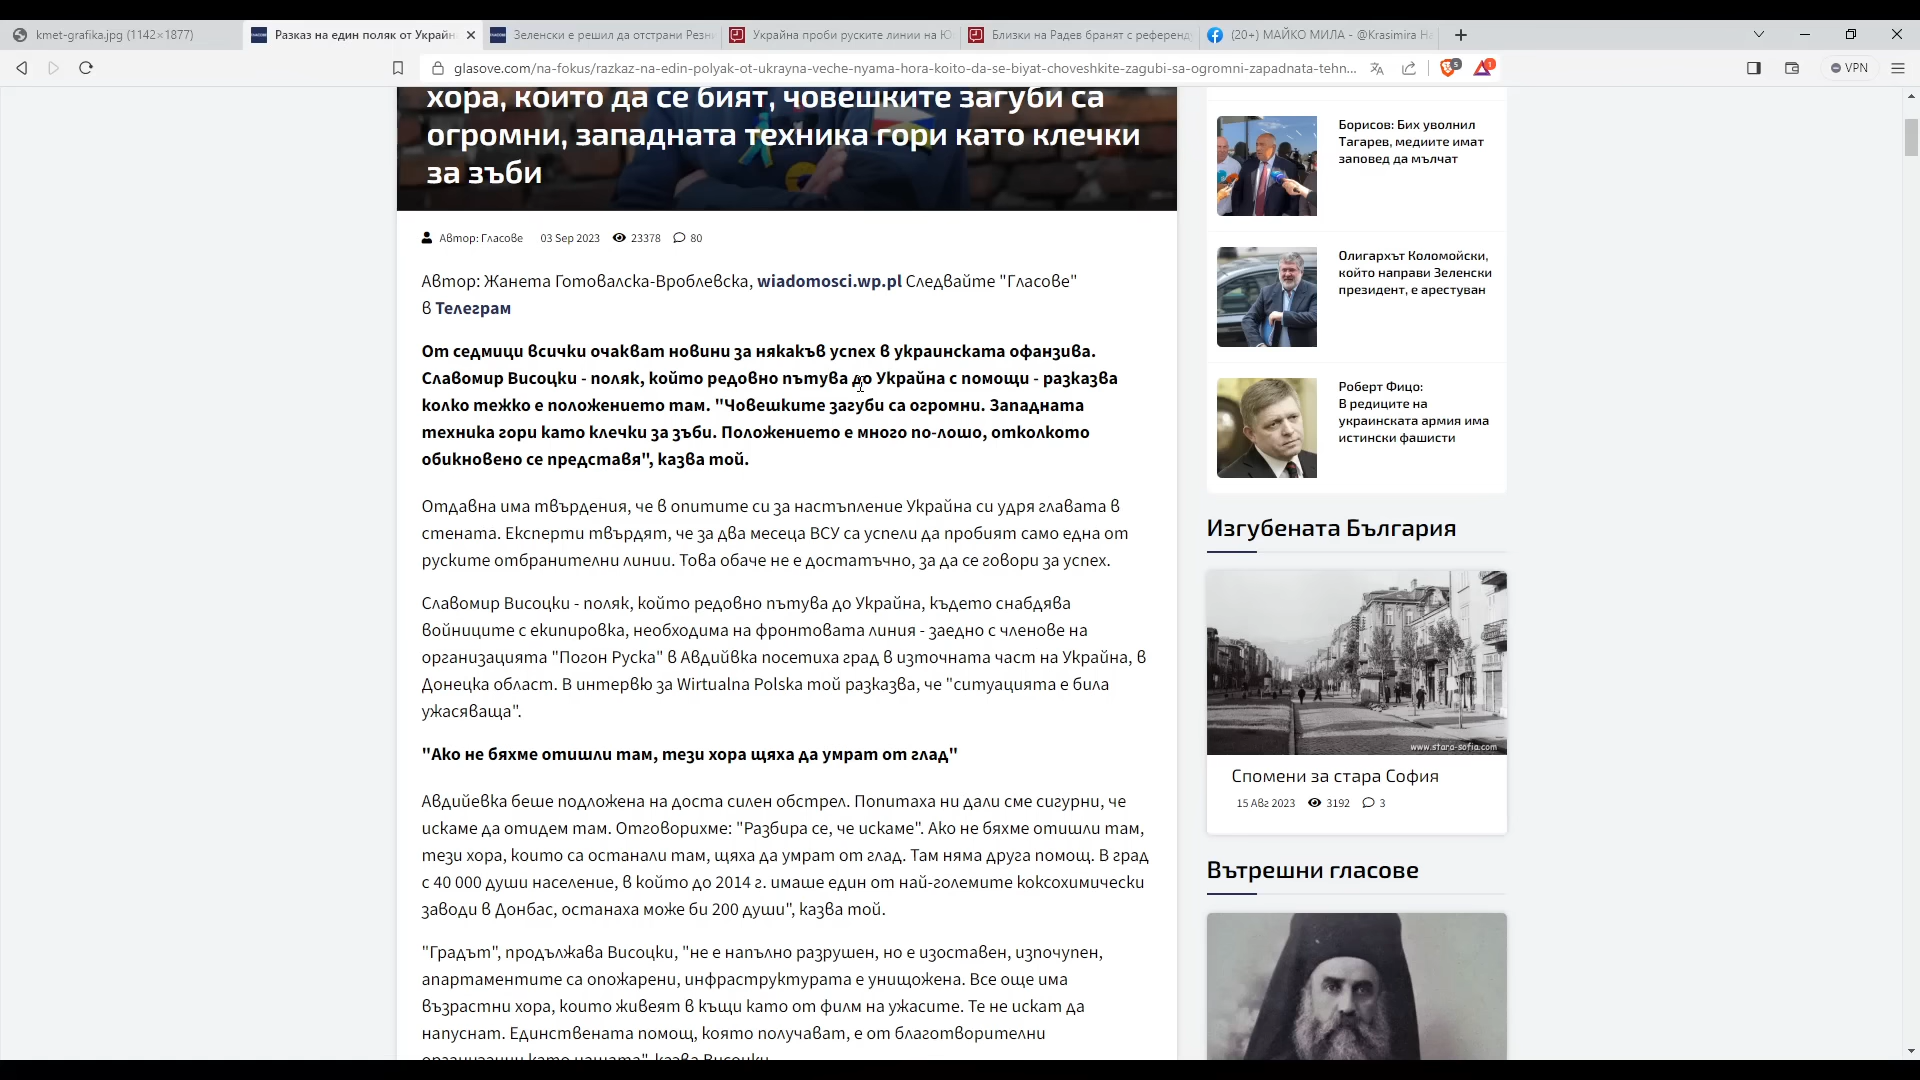 kmet-grafika.jpg (1142×1877)
Разказ на един поляк от Украйн
Зеленски е решил да отстрани Резни
Украйна проби руските линии на Ю
Близки на Радев бранят с референд
(20+) МАЙКО МИЛА - @Krasimira Ha
glasove.com/na-fokus/razkaz-na-edin-polyak-ot-ukrayna-veche-nyama-hora-koito-da-se-biyat-choveshkite-zagubi-sa-ogromni-zapadnata-tehn...
5
1
VPN
хора, които да се бият, човешките загуби са
огромни, западната техника гори като клечки
за зъби
Автор: Гласове 03 Sep 2023 23378 80
Автор: Жанета Готовалска-Вроблевска, wiadomosci.wp.pl Следвайте "Гласове"
в Телеграм
От седмици всички очакват новини за някакъв успех в украинската офанзива.
Славомир Висоцки - поляк, който редовно пътува до Украйна с помощи - разказва
колко тежко е положението там. "Човешките загуби са огромни. Западната
техника гори като клечки за зъби. Положението е много по-лошо, отколкото
обикновено се представя", казва той.
Отдавна има твърдения, че в опитите си за настъпление Украйна си удря главата в
стената. Експерти твърдят, че за два месеца ВСУ са успели да пробият само една от
руските отбранителни линии. Това обаче не е достатъчно, за да се говори за успех.
Славомир Висоцки - поляк, който редовно пътува до Украйна, където снабдява
войниците с екипировка, необходима на фронтовата линия - заедно с членове на
организацията "Погон Руска" в Авдийвка посетиха град в източната част на Украйна, в
Донецка област. В интервю за Wirtualna Polska той разказва, че "ситуацията е била
ужасяваща".
"Ако не бяхме отишли там, тези хора щяха да умрат от глад"
Авдийевка беше подложена на доста силен обстрел. Попитаха ни дали сме сигурни, че
искаме да отидем там. Отговорихме: "Разбира се, че искаме". Ако не бяхме отишли там,
тези хора, които са останали там, щяха да умрат от глад. Там няма друга помощ. В град
с 40 000 души население, в който до 2014 г. имаше един от най-големите коксохимически
заводи в Донбас, останаха може би 200 души", казва той.
"Градът", продължава Висоцки, "не е напълно разрушен, но е изоставен, изпочупен,
апартаментите са опожарени, инфраструктурата е унищожена. Все още има
възрастни хора, които живеят в къщи като от филм на ужасите. Те не искат да
напуснат. Единствената помощ, която получават, е от благотворителни
организации като нашата", казва Висоцки.
Борисов: Бих уволнил
Тагарев, медиите имат
заповед да мълчат
Олигархът Коломойски,
който направи Зеленски
президент, е арестуван
Роберт Фицо:
В редиците на
украинската армия има
истински фашисти
Изгубената България
www.stara-sofia.com
Спомени за стара София
15 Авг 2023 3192 3
Вътрешни гласове